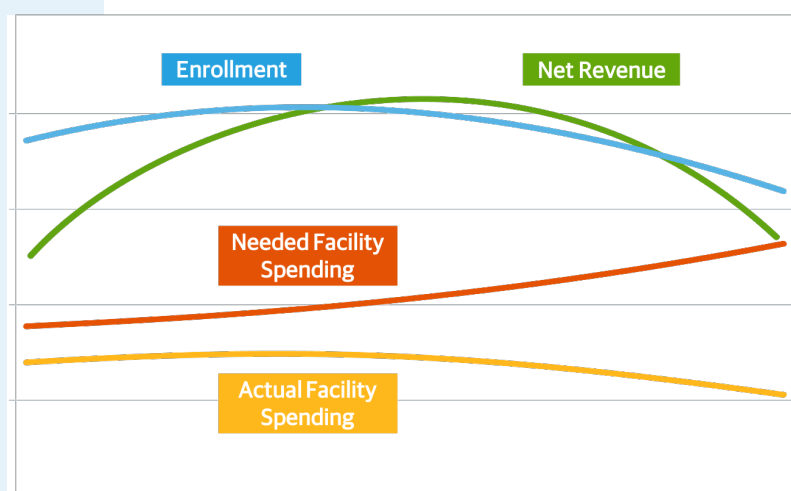 Enrollment
Net Revenue
Needed Facility
Spending
Actual Facility
Spending